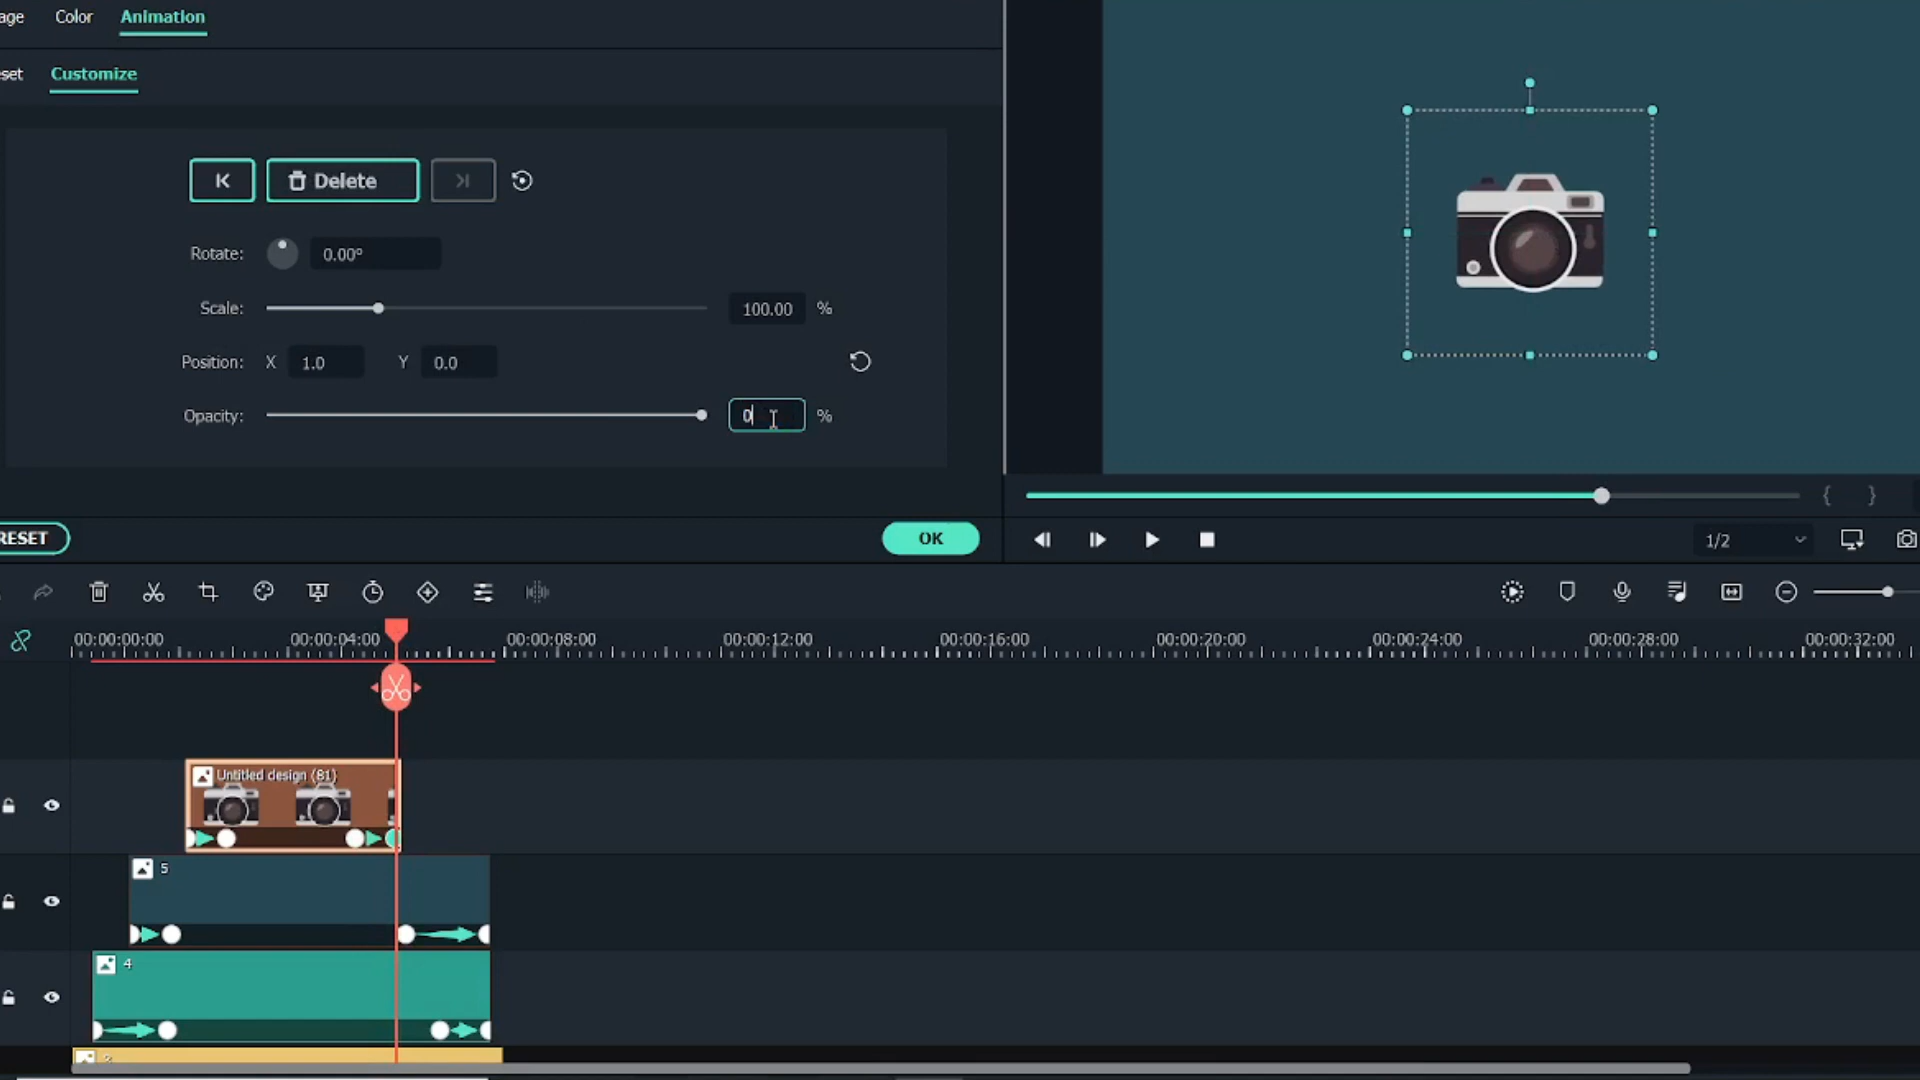 age Color Animation
eset Customize
Delete
Rotate: 0.00°
Scale: 100.00 %
Position: X 1.0 Y 0.0
Opacity: 0 %
RESET OK
1/2
00:00:00:00 00:00:04:00 00:00:08:00 00:00:12:00 00:00:16:00 00:00:20:00 00:00:24:00 00:00:28:00 00:00:32:00
Untitled design (81)
5
4